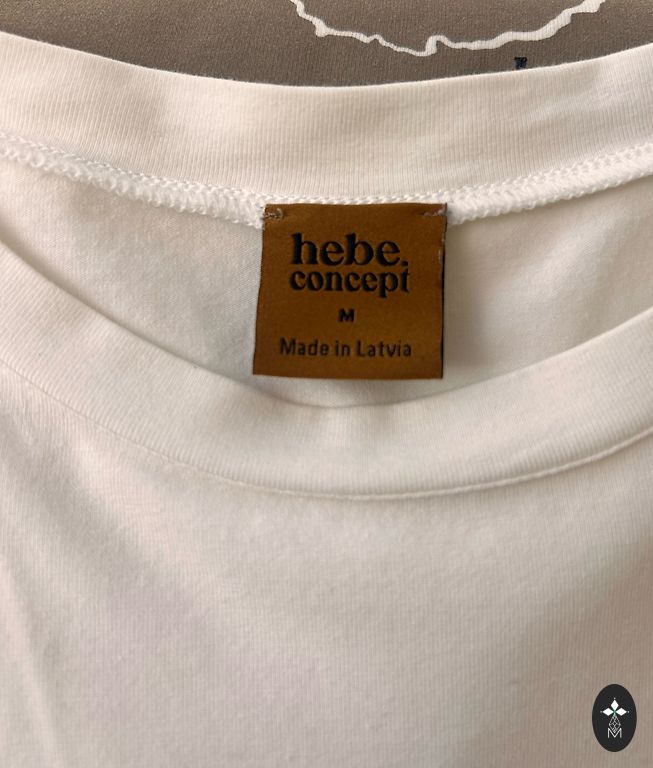 hebe.
concept
M
Made in Latvia
M